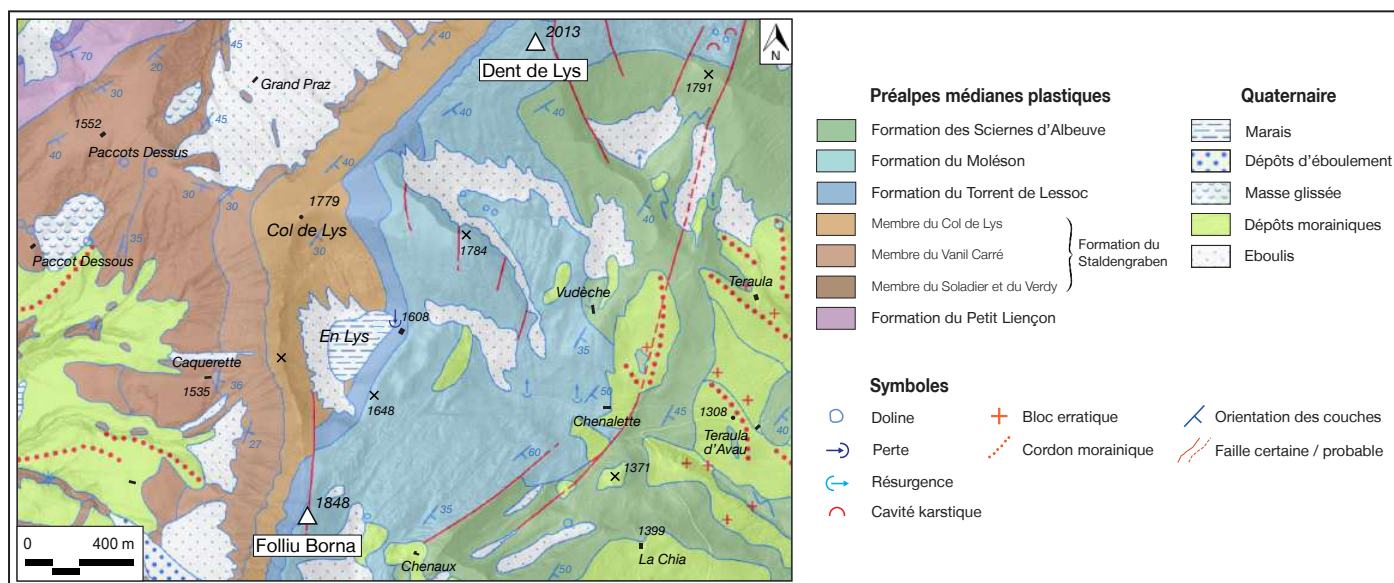 2013
Dent de Lys
N
1791
Grand Praz
1552
Paccots Dessus
1779
Col de Lys
1784
Paccot Dessous
Teraula
Vudèche
1608
En Lys
Caquerette
1535
1648
Chenalette
1308
Teraula
d'Avau
1371
1848
Folliu Borna
1399
La Chia
Chenaux
0 400 m
70
20
45
45
40
30
40
45
40
30
40
30
30
35
30
40
36
35
50
45
40
27
60
35
50
Préalpes médianes plastiques
Formation des Sciernes d'Albeuve
Formation du Moléson
Formation du Torrent de Lessoc
Membre du Col de Lys
Membre du Vanil Carré
Membre du Soladier et du Verdy
Formation du
Staldengraben
Formation du Petit Liençon
Quaternaire
Marais
Dépôts d'éboulement
Masse glissée
Dépôts morainiques
Eboulis
Symboles
Doline
Perte
Résurgence
Cavité karstique
Bloc erratique
Cordon morainique
Orientation des couches
Faille certaine / probable